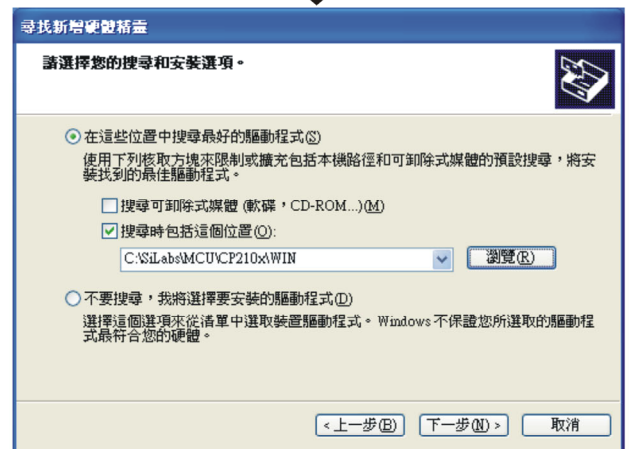 尋找新增硬體精靈
請選擇您的搜尋和安裝選項。
在這些位置中搜尋最好的驅動程式(S)
使用下列核取方塊來限制或擴充包括本機路徑和可卸除式媒體的預設搜尋，將安
裝找到的最佳驅動程式。
搜尋可卸除式媒體 (軟碟，CD-ROM...)(M)
搜尋時包括這個位置(O):
C:\SiLabs\MCU\CP210x\WIN
瀏覽(R)
不要搜尋，我將選擇要安裝的驅動程式(D)
選擇這個選項來從清單中選取裝置驅動程式。Windows 不保證您所選取的驅動程
式最符合您的硬體。
<上一步(B) 下一步(N)> 取消